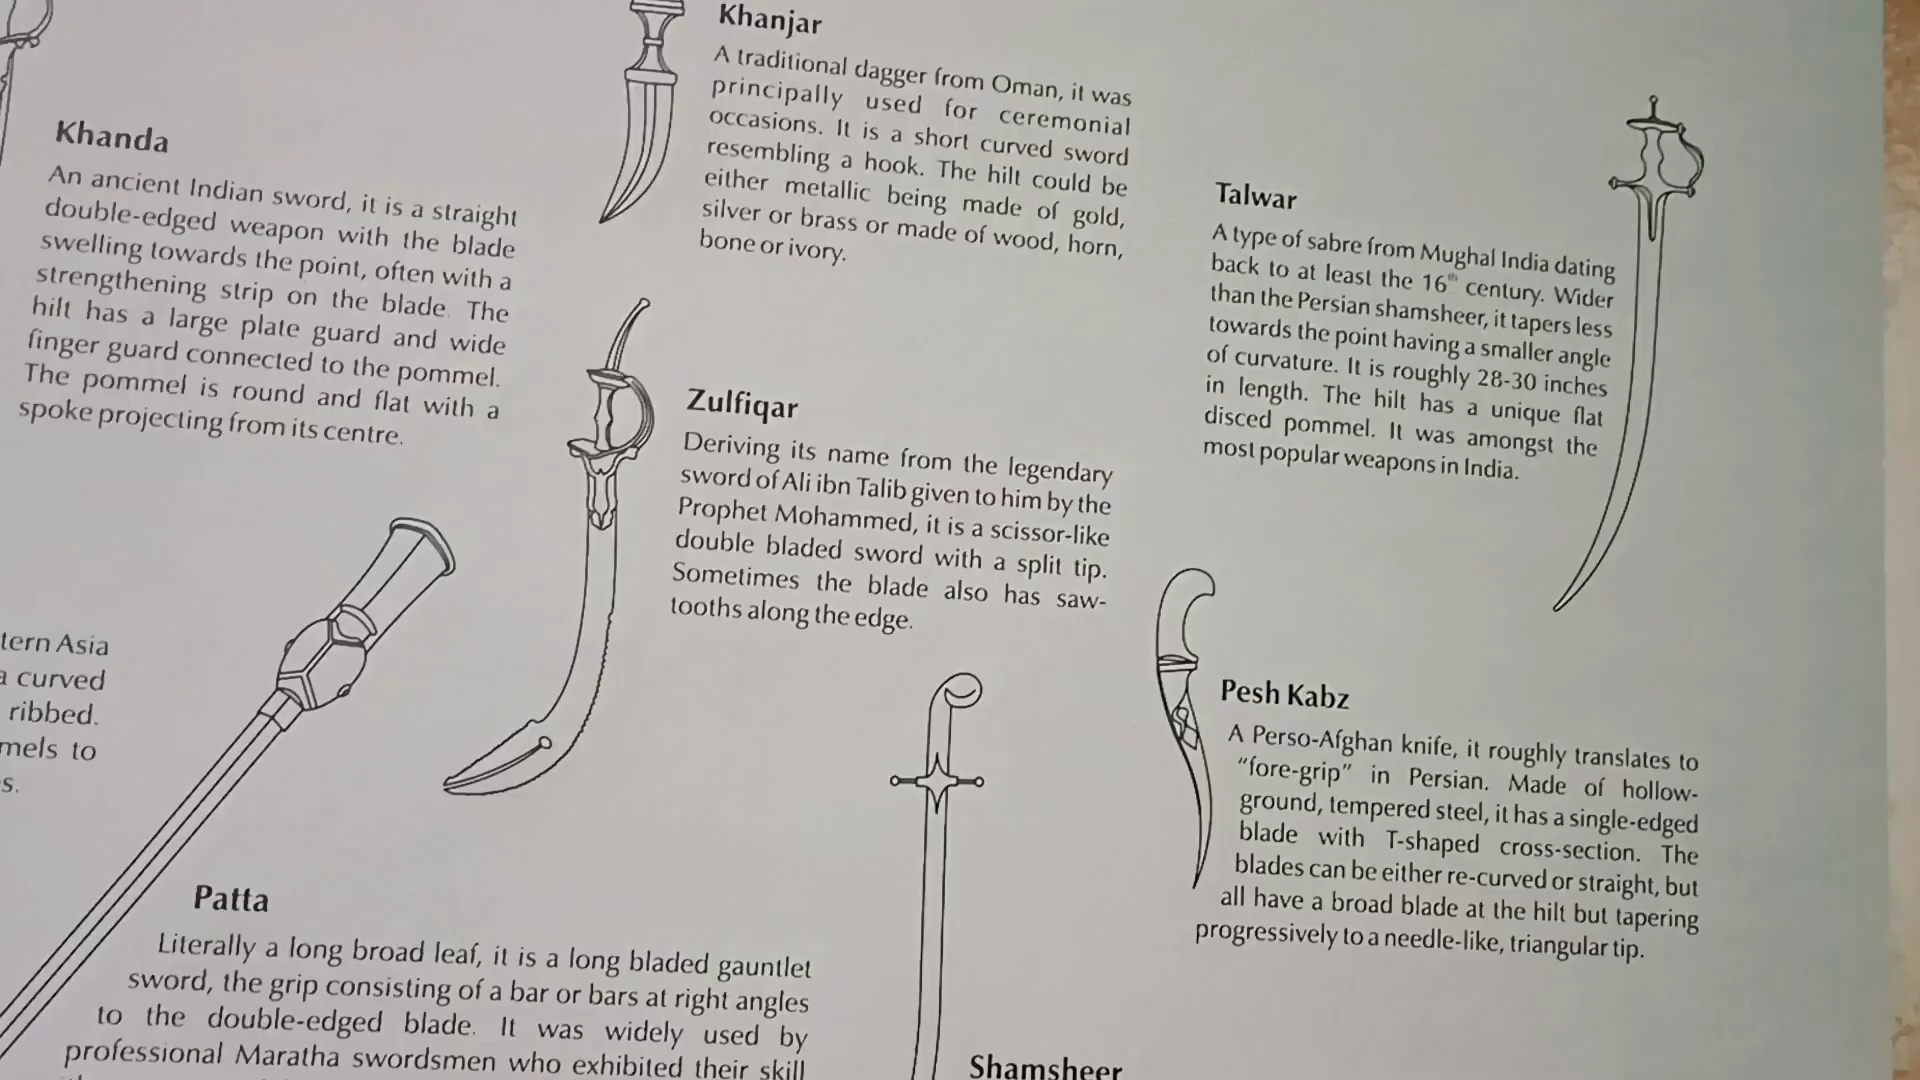 Khanjar
A traditional dagger from Oman, it was
principally used for ceremonial
occasions. It is a short curved sword
resembling a hook. The hilt could be
either metallic being made of gold,
silver or brass or made of wood, horn,
bone or ivory.
Khanda
An ancient Indian sword, it is a straight
double-edged weapon with the blade
swelling towards the point, often with a
strengthening strip on the blade. The
hilt has a large plate guard and wide
finger guard connected to the pommel.
The pommel is round and flat with a
spoke projecting from its centre.
Talwar
A type of sabre from Mughal India dating
back to at least the 16th century. Wider
than the Persian shamsheer, it tapers less
towards the point having a smaller angle
of curvature. It is roughly 28-30 inches
in length. The hilt has a unique flat
disced pommel. It was amongst the
most popular weapons in India.
Zulfiqar
Deriving its name from the legendary
sword of Ali ibn Talib given to him by the
Prophet Mohammed, it is a scissor-like
double bladed sword with a split tip.
Sometimes the blade also has saw-
tooths along the edge.
tern Asia
a curved
ribbed.
mels to
s.
Pesh Kabz
A Perso-Afghan knife, it roughly translates to
"fore-grip" in Persian. Made of hollow-
ground, tempered steel, it has a single-edged
blade with T-shaped cross-section. The
blades can be either re-curved or straight, but
all have a broad blade at the hilt but tapering
progressively to a needle-like, triangular tip.
Patta
Literally a long broad leaf, it is a long bladed gauntlet
sword, the grip consisting of a bar or bars at right angles
to the double-edged blade. It was widely used by
professional Maratha swordsmen who exhibited their skill
Shamsheer